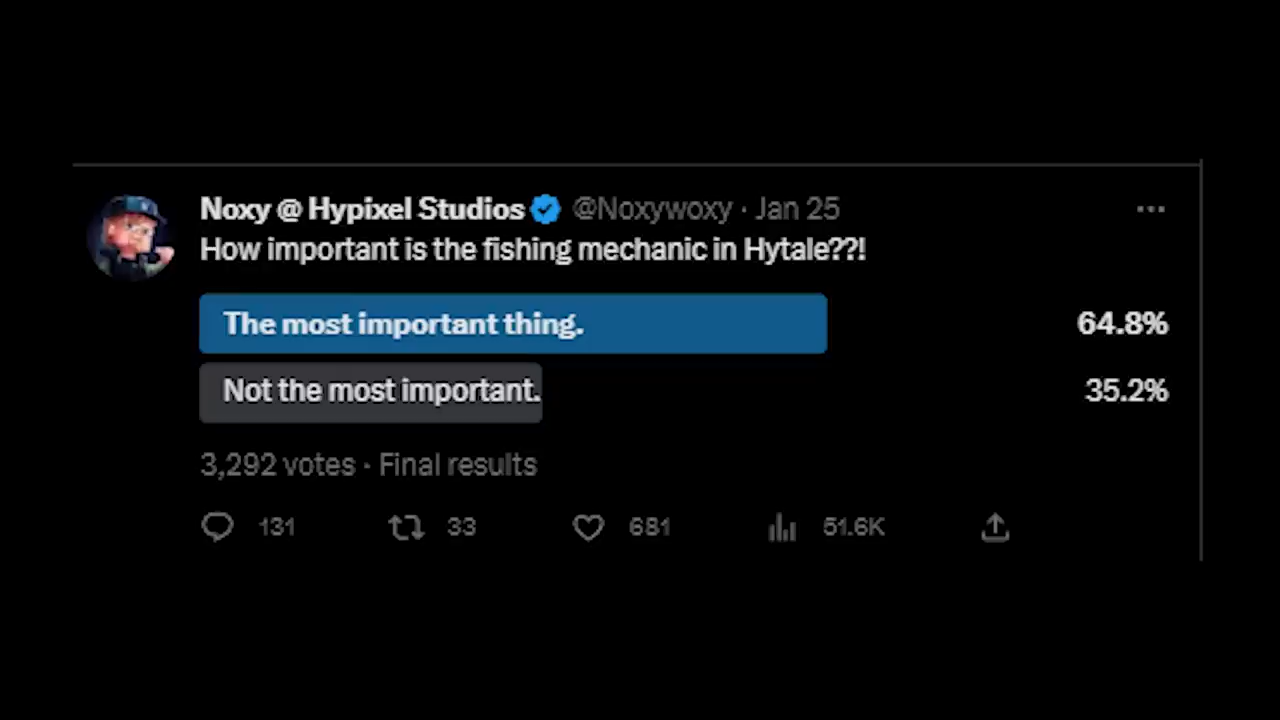 Noxy @ Hypixel Studios @Noxywoxy · Jan 25
How important is the fishing mechanic in Hytale??!
The most important thing. 64.8%
Not the most important. 35.2%
3,292 votes · Final results
131 33 681 51.6K